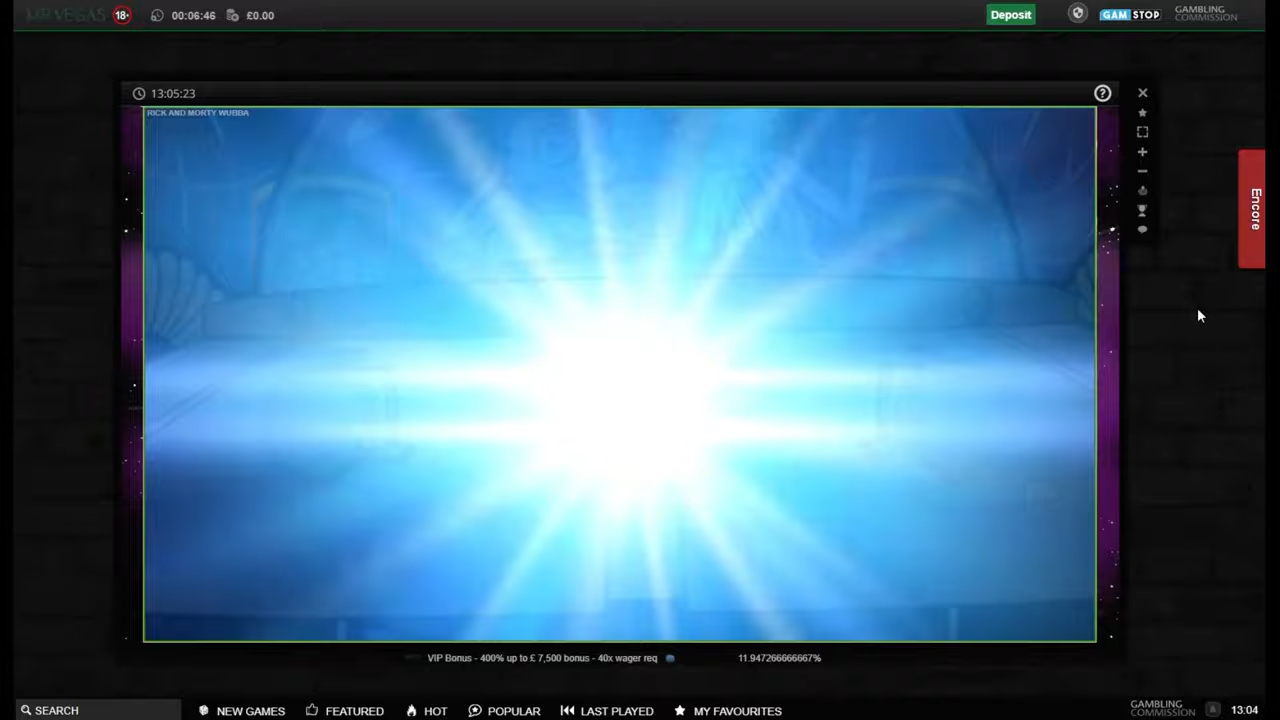 MR VEGAS 18+ 00:06:46 £0.00 Deposit GAMSTOP GAMBLING COMMISSION
13:05:23 ?
RICK AND MORTY WUBBA
Encore
VIP Bonus - 400% up to £ 7,500 bonus - 40x wager req 11.947266666667%
SEARCH NEW GAMES FEATURED HOT POPULAR LAST PLAYED MY FAVOURITES GAMBLING COMMISSION 13:04